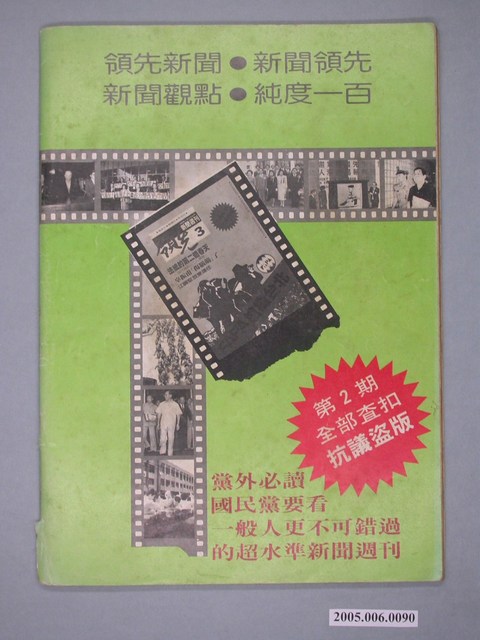 領先新聞●新聞領先
新聞觀點●純度一百
3
第2期
全部查扣
抗議盜版
黨外必讀
國民黨要看
一般人更不可錯過
的超水準新聞週刊
2005.006.0090